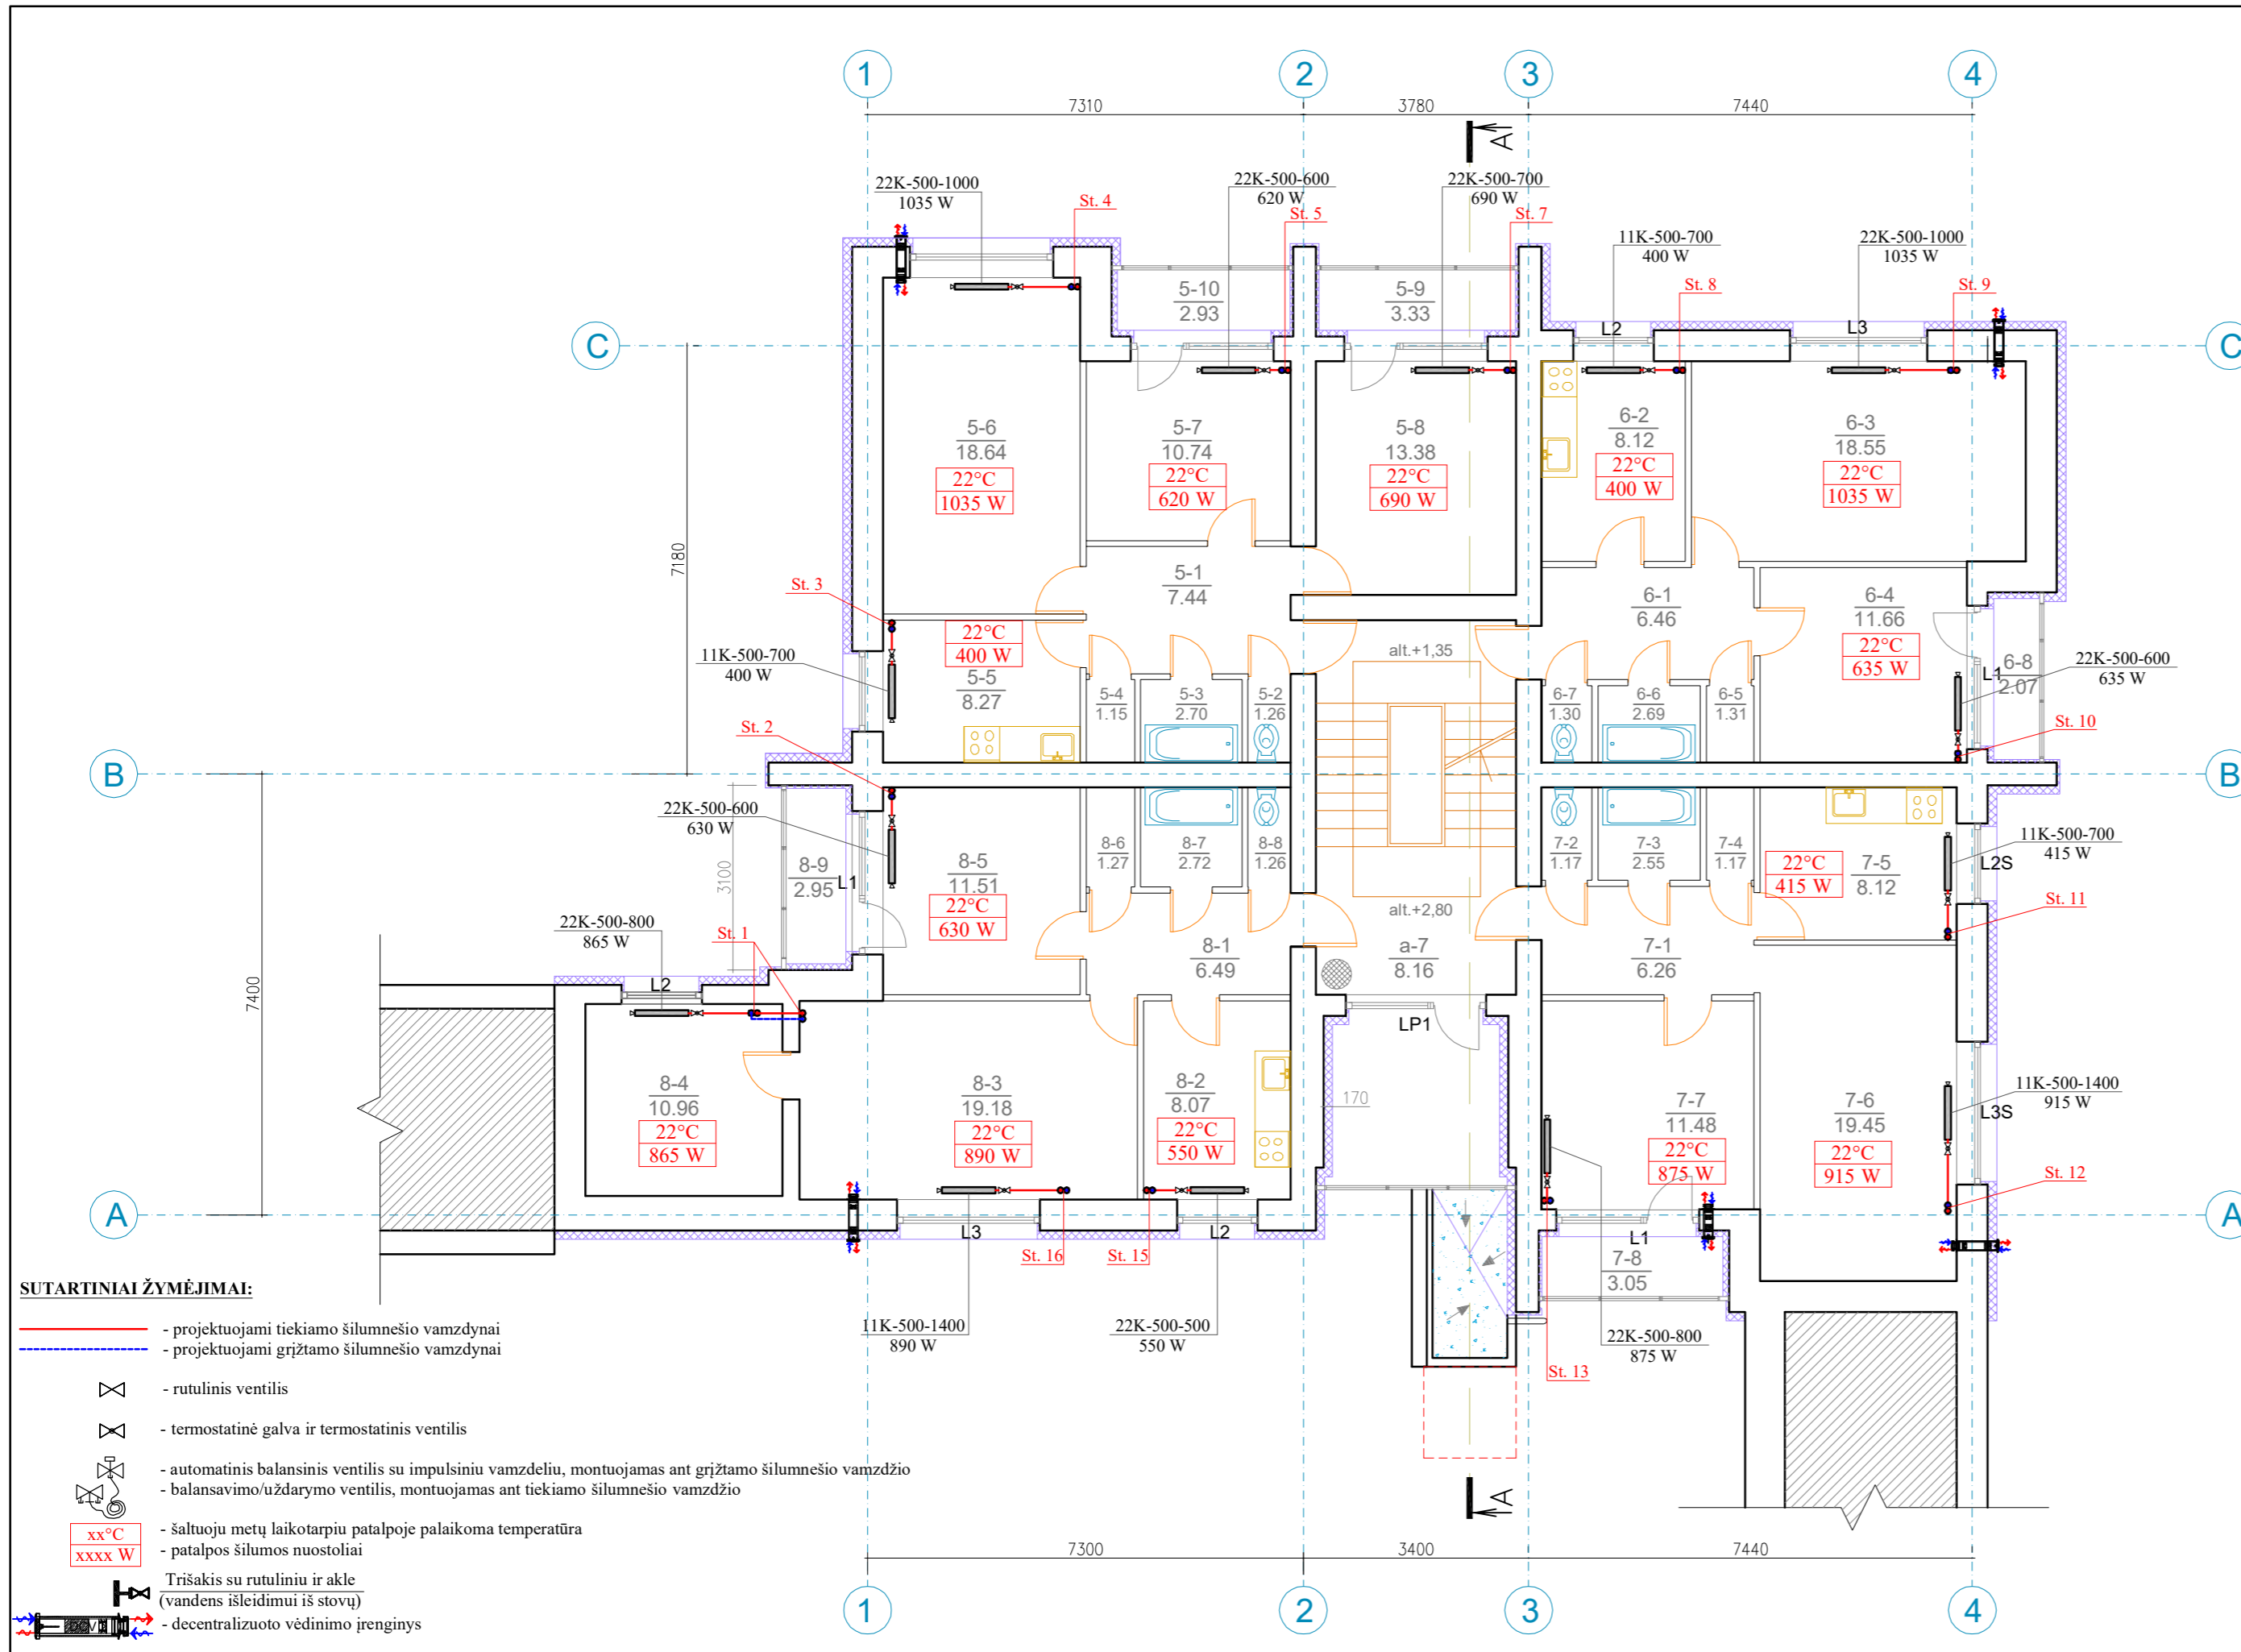 1
2
3
4
7310
3780
7440
A
22K-500-1000
1035 W
St. 4
22K-500-600
620 W
St. 5
22K-500-700
690 W
St. 7
11K-500-700
400 W
St. 8
22K-500-1000
1035 W
St. 9
5-10
2.93
5-9
3.33
L2
L3
C
C
5-6
18.64
22°C
1035 W
5-7
10.74
22°C
620 W
5-8
13.38
22°C
690 W
6-2
8.12
22°C
400 W
6-3
18.55
22°C
1035 W
7180
St. 3
5-1
7.44
6-1
6.46
6-4
11.66
22°C
635 W
22°C
400 W
5-5
8.27
11K-500-700
400 W
alt.+1,35
6-8
2.07
L1
22K-500-600
635 W
5-4
1.15
5-3
2.70
5-2
1.26
6-7
1.30
6-6
2.69
6-5
1.31
St. 2
St. 10
B
B
22K-500-600
630 W
3100
8-9
2.95
L1
8-5
11.51
22°C
630 W
8-6
1.27
8-7
2.72
8-8
1.26
7-2
1.17
7-3
2.55
7-4
1.17
22°C
415 W
7-5
8.12
11K-500-700
415 W
L2S
St. 11
alt.+2,80
22K-500-800
865 W
St. 1
L2
7400
8-1
6.49
a-7
8.16
7-1
6.26
LP1
8-4
10.96
22°C
865 W
8-3
19.18
22°C
890 W
8-2
8.07
22°C
550 W
170
7-7
11.48
22°C
875 W
7-6
19.45
22°C
915 W
11K-500-1400
915 W
L3S
St. 12
A
A
L3
St. 16
St. 15
L2
L1
7-8
3.05
11K-500-1400
890 W
22K-500-500
550 W
22K-500-800
875 W
St. 13
SUTARTINIAI ŽYMĖJIMAI:
- projektuojami tiekiamo šilumnešio vamzdynai
- projektuojami grįžtamo šilumnešio vamzdynai
- rutulinis ventilis
- termostatinė galva ir termostatinis ventilis
- automatinis balansinis ventilis su impulsiniu vamzdeliu, montuojamas ant grįžtamo šilumnešio vamzdžio
- balansavimo/uždarymo ventilis, montuojamas ant tiekiamo šilumnešio vamzdžio
xx°C
- šaltuoju metų laikotarpiu patalpoje palaikoma temperatūra
xxxx W
- patalpos šilumos nuostoliai
Trišakis su rutuliniu ir akle
(vandens išleidimui iš stovų)
- decentralizuoto vėdinimo įrenginys
A
7300
3400
7440
1
2
3
4